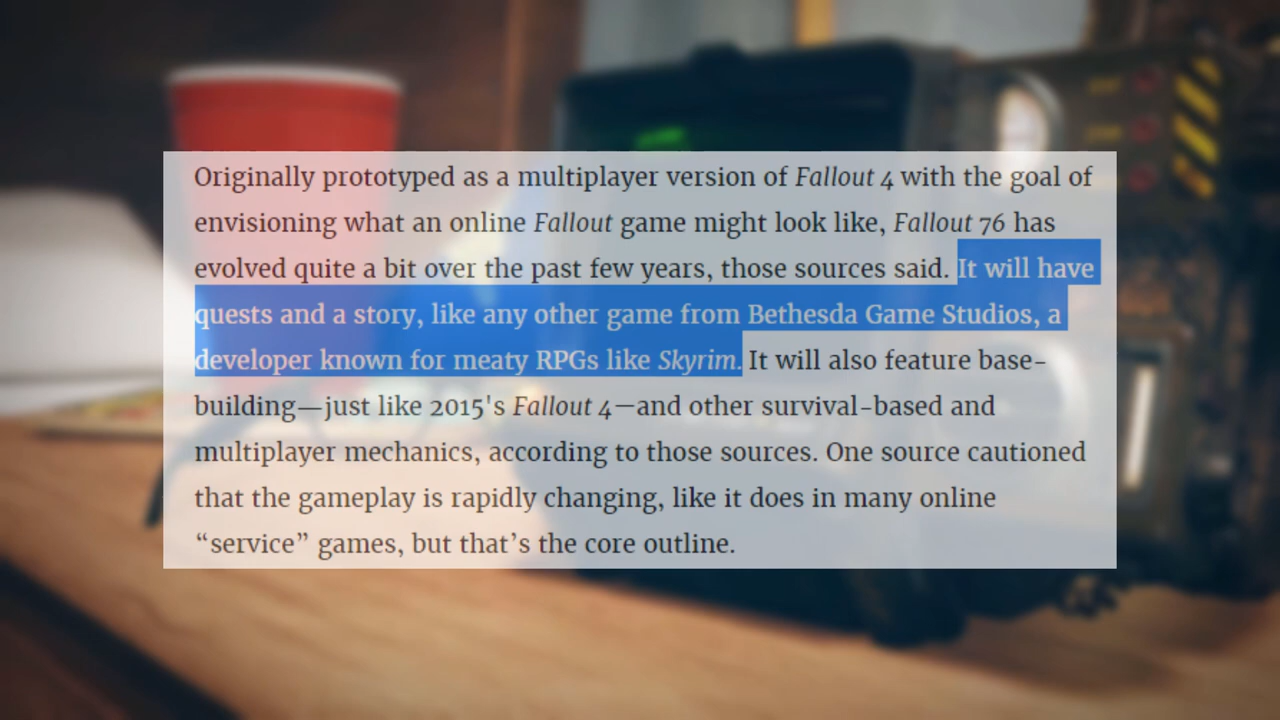 Originally prototyped as a multiplayer version of Fallout 4 with the goal of
envisioning what an online Fallout game might look like, Fallout 76 has
evolved quite a bit over the past few years, those sources said. It will have
quests and a story, like any other game from Bethesda Game Studios, a
developer known for meaty RPGs like Skyrim. It will also feature base-
building—just like 2015's Fallout 4—and other survival-based and
multiplayer mechanics, according to those sources. One source cautioned
that the gameplay is rapidly changing, like it does in many online
“service” games, but that’s the core outline.